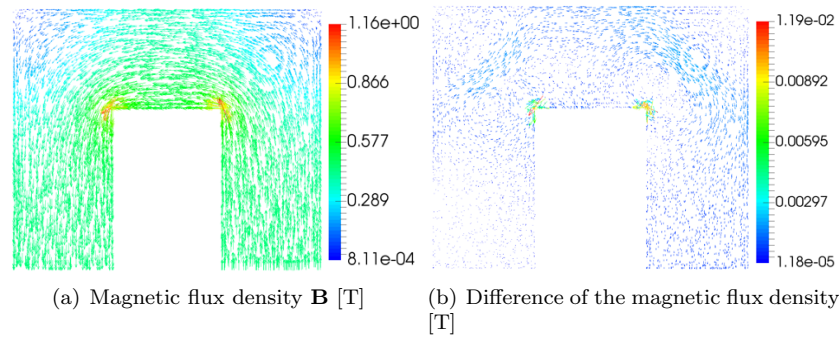 1.16e+00
0.866
0.577
0.289
8.11e-04
1.19e-02
0.00892
0.00595
0.00297
1.18e-05
(a) Magnetic flux density B [T]
(b) Difference of the magnetic flux density
[T]